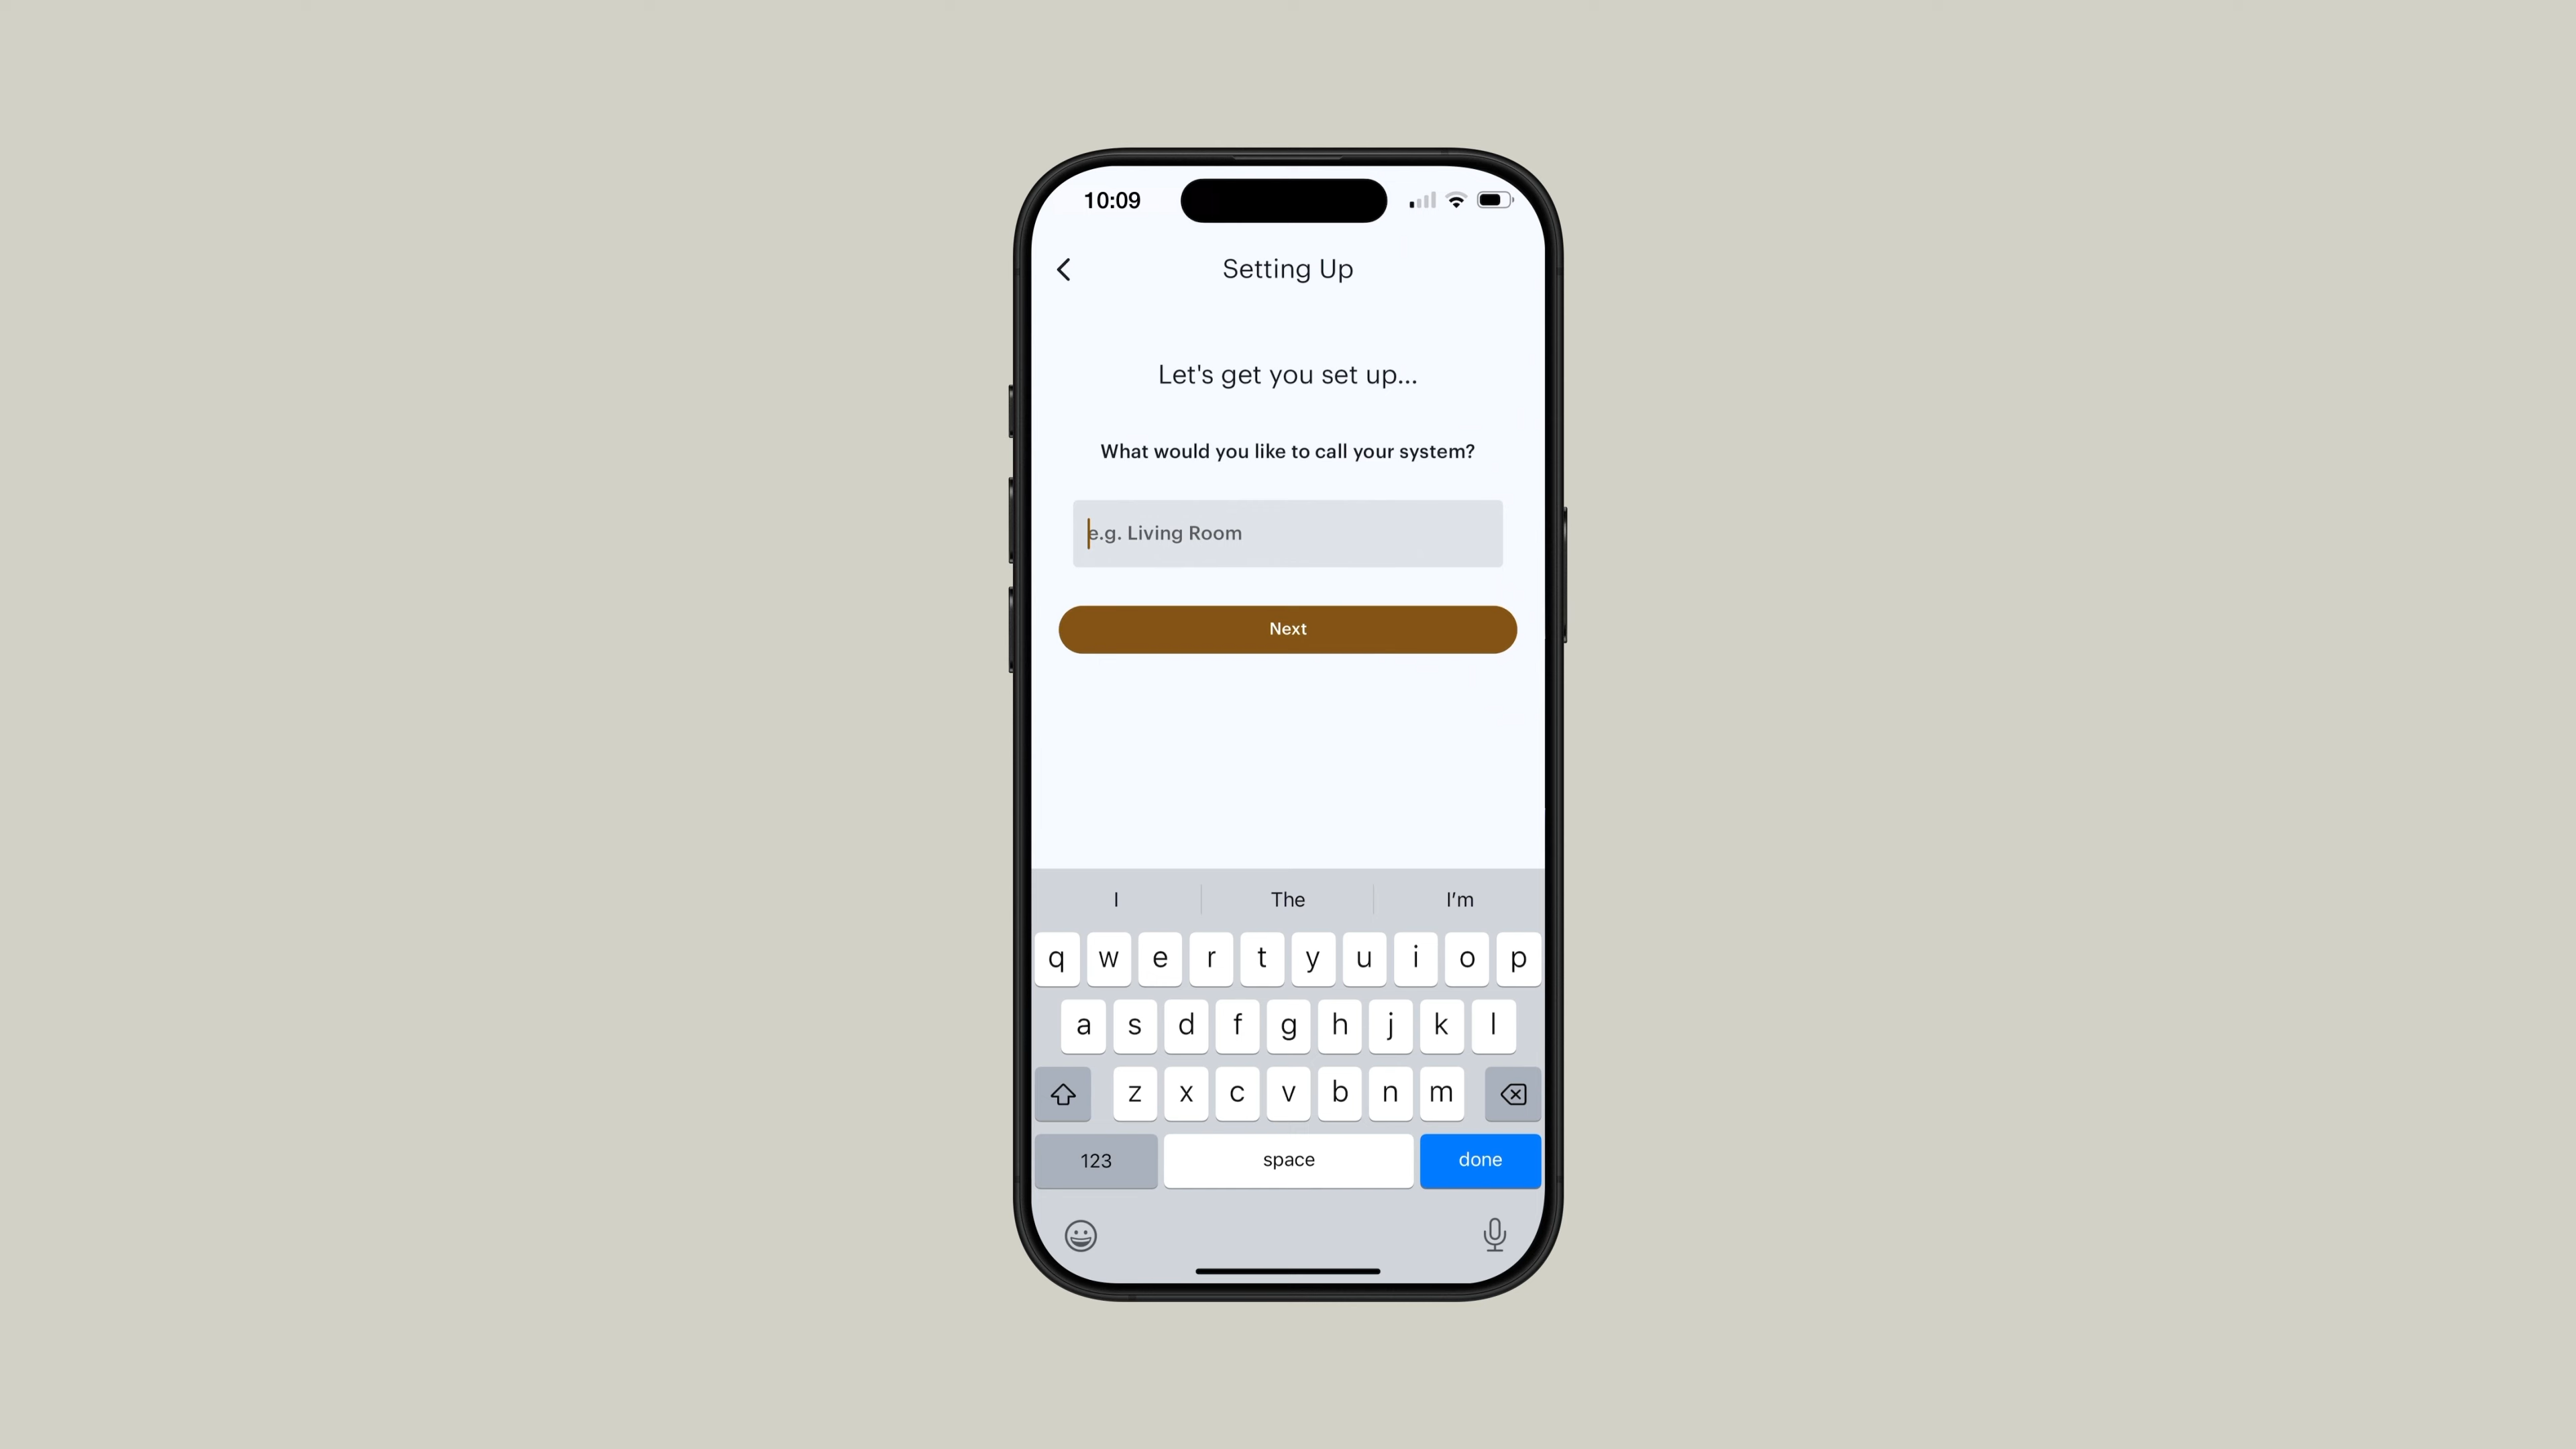 10:09
Setting Up
Let's get you set up...
What would you like to call your system?
e.g. Living Room
Next
I The I'm
q w e r t y u i o p
a s d f g h j k l
z x c v b n m
123 space done